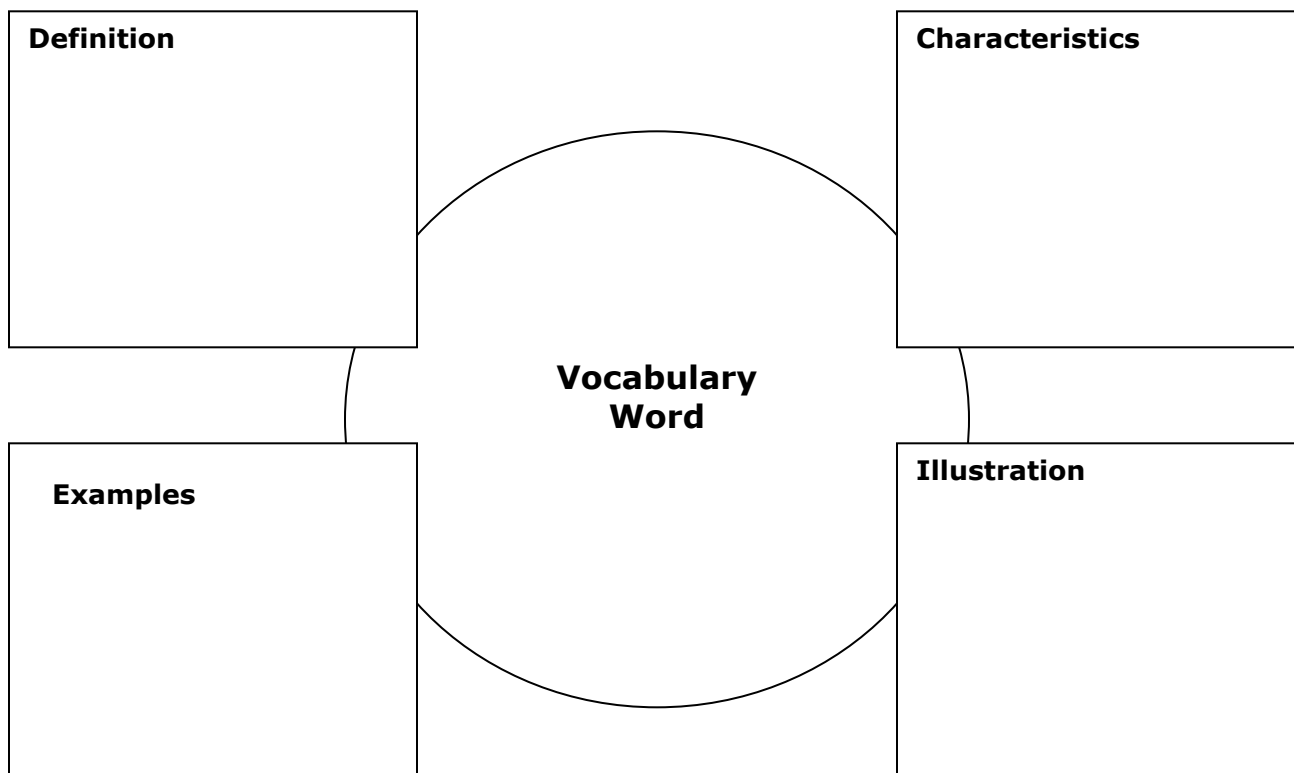 Definition
Characteristics
Vocabulary
Word
Examples
Illustration